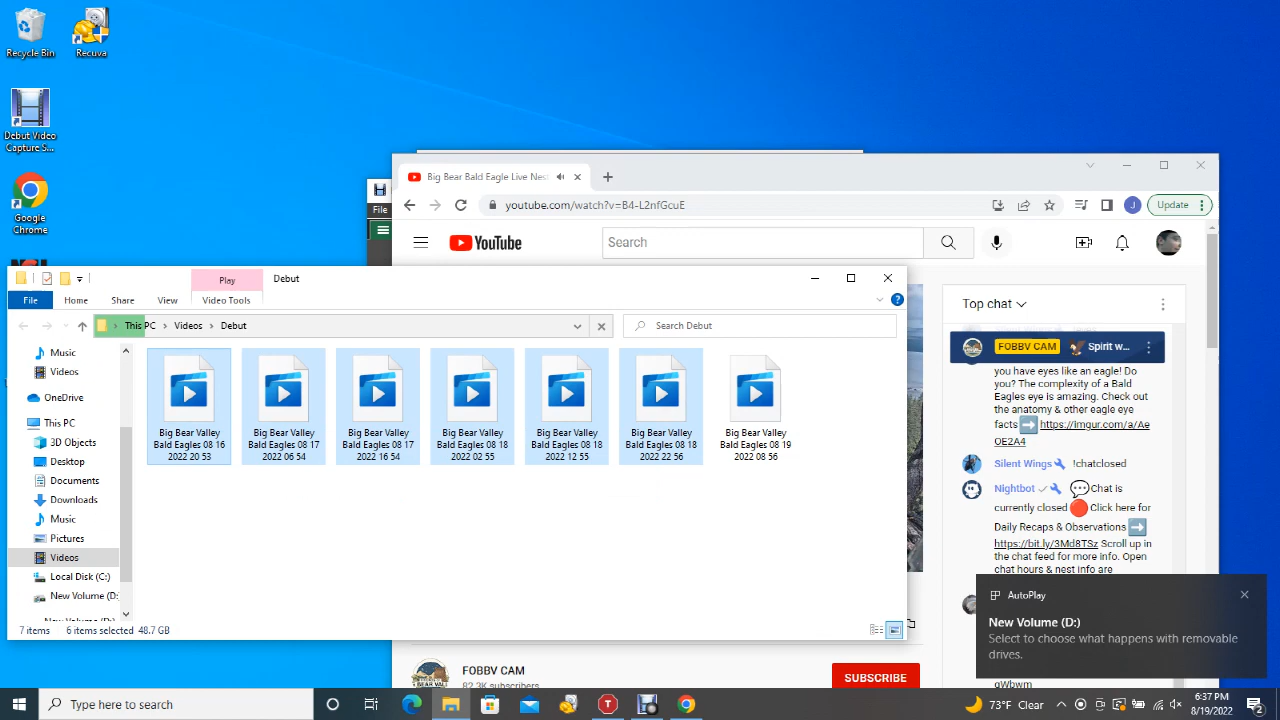 Recycle Bin
Recuva
Debut Video
Capture S...
Google
Chrome
File
Big Bear Bald Eagle Live Nes
youtube.com/watch?v=B4-L2nfGcuE
J
Update
YouTube
Search
Play
Debut
File
Home
Share
View
Video Tools
This PC
Videos
Debut
Search Debut
Music
Videos
OneDrive
This PC
3D Objects
Desktop
Documents
Downloads
Music
Pictures
Videos
Local Disk (C:)
New Volume (D:
New Volume (D:)
Big Bear Valley
Bald Eagles 08 16
2022 20 53
Big Bear Valley
Bald Eagles 08 17
2022 06 54
Big Bear Valley
Bald Eagles 08 17
2022 16 54
Big Bear Valley
Bald Eagles 08 18
2022 02 55
Big Bear Valley
Bald Eagles 08 18
2022 12 55
Big Bear Valley
Bald Eagles 08 18
2022 22 56
Big Bear Valley
Bald Eagles 08 19
2022 08 56
7 items
6 items selected 48.7 GB
Top chat
FOBBV CAM
Spirit w...
you have eyes like an eagle! Do
you? The complexity of a Bald
Eagles eye is amazing. Check out
the anatomy & other eagle eye
facts https://imgur.com/a/Ae
OE2A4
Silent Wings !chatclosed
Nightbot Chat is
currently closed Click here for
Daily Recaps & Observations
https://bit.ly/3Md8TSz Scroll up in
the chat feed for more info. Open
chat hours & nest info are
AutoPlay
New Volume (D:)
Select to choose what happens with removable
drives.
gWbwm
FOBBV CAM
82.3K subscribers
SUBSCRIBE
Type here to search
T
73°F Clear
6:37 PM
8/19/2022
2